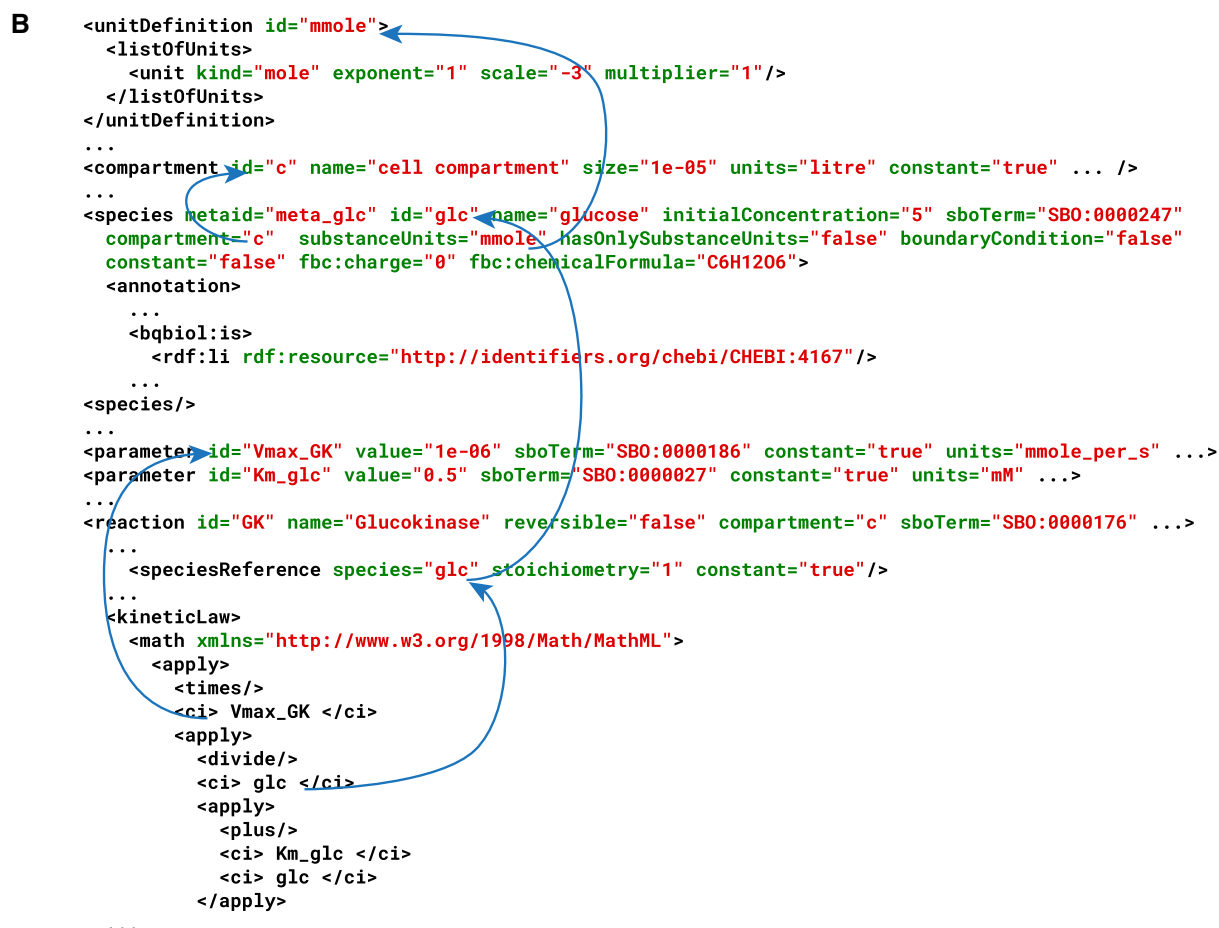 B
<unitDefinition id="mmole">
<listOfUnits>
<unit kind="mole" exponent="1" scale="-3" multiplier="1"/>
</listOfUnits>
</unitDefinition>
...
<compartment id="c" name="cell compartment" size="1e-05" units="litre" constant="true" ... />
...
<species metaid="meta_glc" id="glc" name="glucose" initialConcentration="5" sboTerm="SBO:0000247"
compartment="c" substanceUnits="mmole" hasOnlySubstanceUnits="false" boundaryCondition="false"
constant="false" fbc:charge="0" fbc:chemicalFormula="C6H12O6">
<annotation>
...
<bqbiol:is>
<rdf:li rdf:resource="http://identifiers.org/chebi/CHEBI:4167"/>
...
<species/>
...
<parameter id="Vmax_GK" value="1e-06" sboTerm="SBO:0000186" constant="true" units="mmole_per_s" ...>
<parameter id="Km_glc" value="0.5" sboTerm="SBO:0000027" constant="true" units="mM" ...>
...
<reaction id="GK" name="Glucokinase" reversible="false" compartment="c" sboTerm="SBO:0000176" ...>
...
<speciesReference species="glc" stoichiometry="1" constant="true"/>
...
<kineticLaw>
<math xmlns="http://www.w3.org/1998/Math/MathML">
<apply>
<times/>
<ci> Vmax_GK </ci>
<apply>
<divide/>
<ci> glc </ci>
<apply>
<plus/>
<ci> Km_glc </ci>
<ci> glc </ci>
</apply>
...